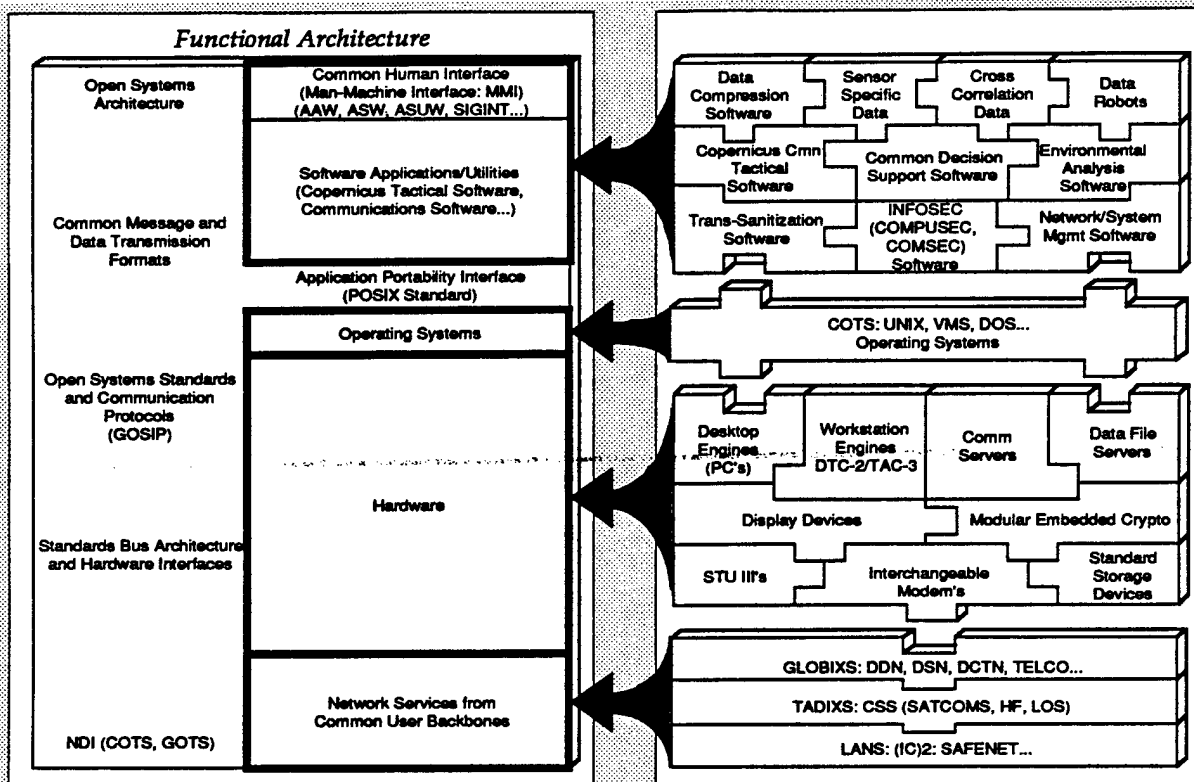 Functional Architecture
Open Systems
Architecture
Common Message and
Data Transmission
Formats
Open Systems Standards
and Communication
Protocols
(GOSIP)
Standards Bus Architecture
and Hardware Interfaces
NDI (COTS, GOTS)
Common Human Interface
(Man-Machine Interface: MMI)
(AAW, ASW, ASUW, SIGINT...)
Software Applications/Utilities
(Copernicus Tactical Software,
Communications Software...)
Application Portability Interface
(POSIX Standard)
Operating Systems
Hardware
Network Services from
Common User Backbones
Data
Compression
Software
Sensor
Specific
Data
Cross
Correlation
Data
Data
Robots
Copernicus Cmn
Tactical
Software
Common Decision
Support Software
Environmental
Analysis
Software
Trans-Sanitization
Software
INFOSEC
(COMPUSEC,
COMSEC)
Software
Network/System
Mgmt Software
COTS: UNIX, VMS, DOS...
Operating Systems
Desktop
Engines
(PC's)
Workstation
Engines
DTC-2/TAC-3
Comm
Servers
Data File
Servers
Display Devices
Modular Embedded Crypto
STU III's
Interchangeable
Modem's
Standard
Storage
Devices
GLOBIXS: DDN, DSN, DCTN, TELCO...
TADIXS: CSS (SATCOMS, HF, LOS)
LANS: (IC)2: SAFENET...